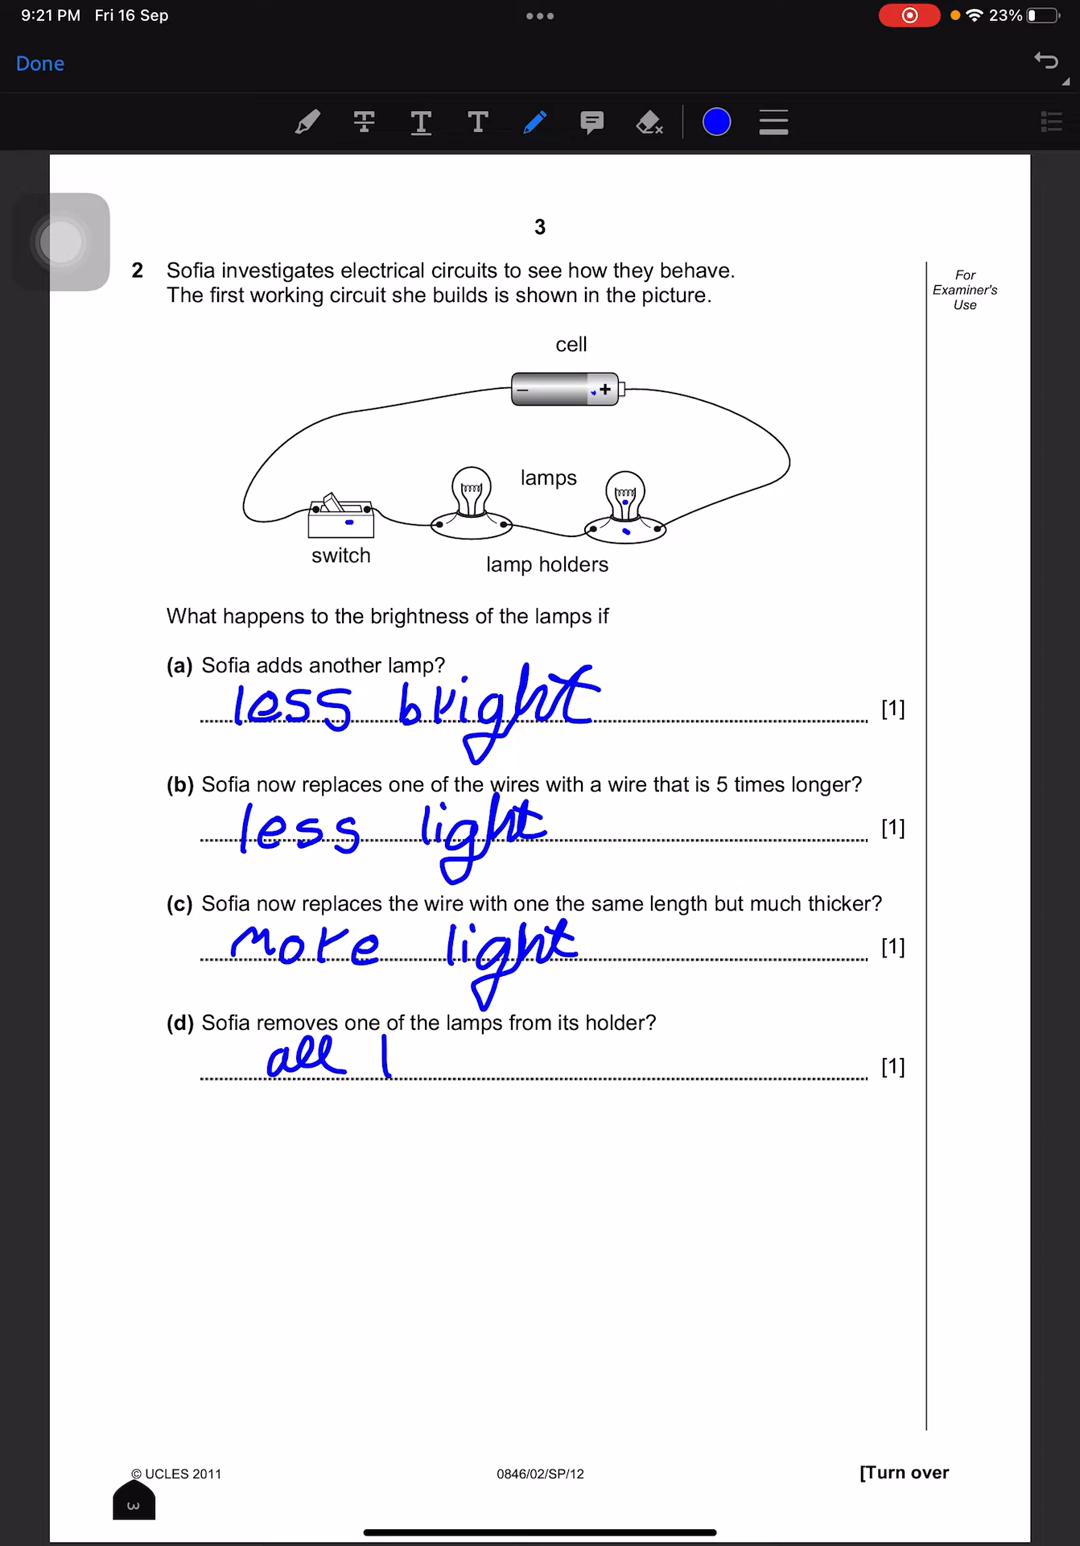 9:21 PM Fri 16 Sep
23%
Done
3
2 Sofia investigates electrical circuits to see how they behave.
The first working circuit she builds is shown in the picture.
For
Examiner's
Use
cell
– +
lamps
switch
lamp holders
What happens to the brightness of the lamps if
(a) Sofia adds another lamp?
less bright [1]
(b) Sofia now replaces one of the wires with a wire that is 5 times longer?
less light [1]
(c) Sofia now replaces the wire with one the same length but much thicker?
more light [1]
(d) Sofia removes one of the lamps from its holder?
all l [1]
© UCLES 2011 0846/02/SP/12 [Turn over
3